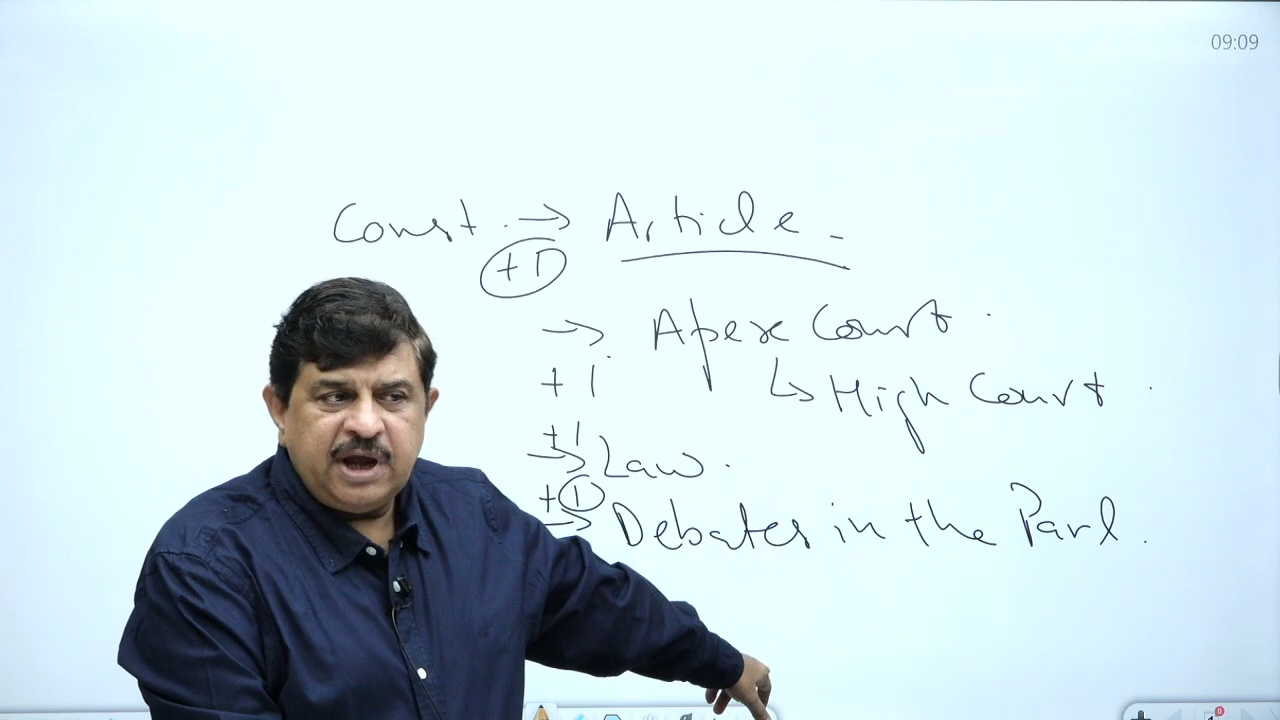 09:09
Const. → Article -
+1
→ Apex Court.
+1 ↳ High Court.
+1
→ Law.
+1
→ Debates in the Parl.